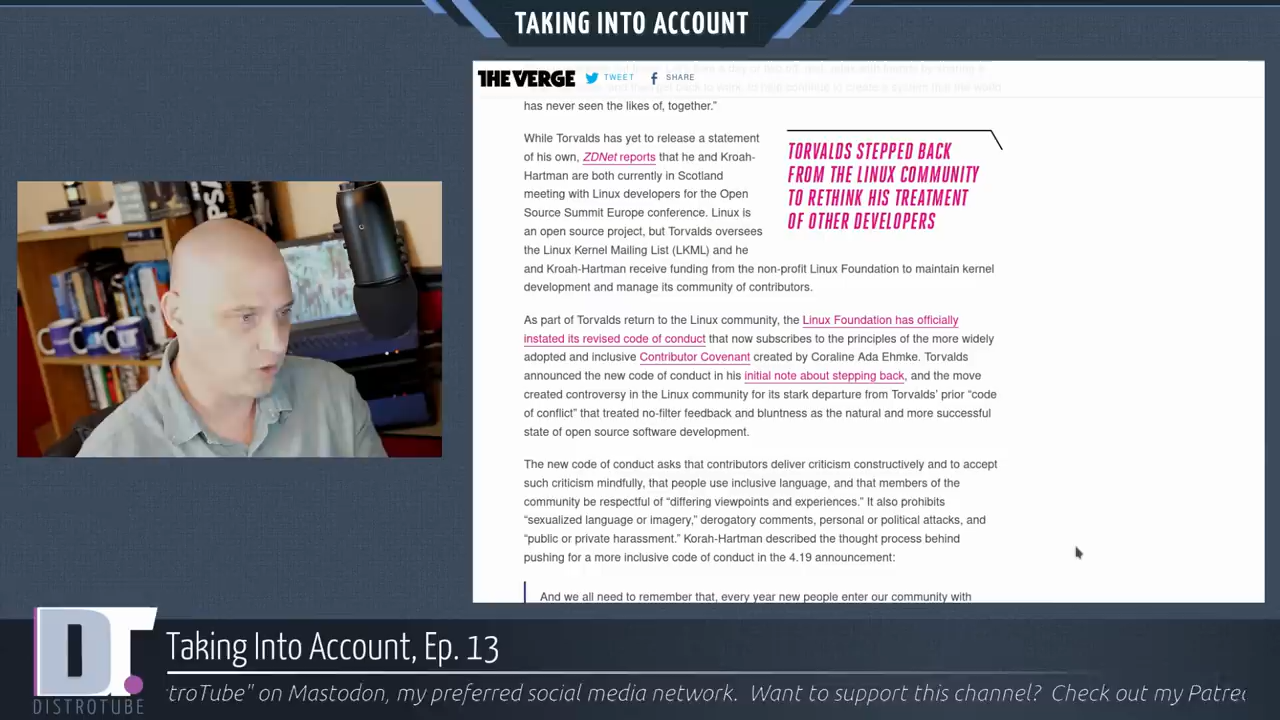 TAKING INTO ACCOUNT
THE VERGE TWEET SHARE
has never seen the likes of, together.”
While Torvalds has yet to release a statement
of his own, ZDNet reports that he and Kroah-
Hartman are both currently in Scotland
meeting with Linux developers for the Open
Source Summit Europe conference. Linux is
an open source project, but Torvalds oversees
the Linux Kernel Mailing List (LKML) and he
and Kroah-Hartman receive funding from the non-profit Linux Foundation to maintain kernel
development and manage its community of contributors.
TORVALDS STEPPED BACK
FROM THE LINUX COMMUNITY
TO RETHINK HIS TREATMENT
OF OTHER DEVELOPERS
As part of Torvalds return to the Linux community, the Linux Foundation has officially
instated its revised code of conduct that now subscribes to the principles of the more widely
adopted and inclusive Contributor Covenant created by Coraline Ada Ehmke. Torvalds
announced the new code of conduct in his initial note about stepping back, and the move
created controversy in the Linux community for its stark departure from Torvalds’ prior “code
of conflict” that treated no-filter feedback and bluntness as the natural and more successful
state of open source software development.
The new code of conduct asks that contributors deliver criticism constructively and to accept
such criticism mindfully, that people use inclusive language, and that members of the
community be respectful of “differing viewpoints and experiences.” It also prohibits
“sexualized language or imagery,” derogatory comments, personal or political attacks, and
“public or private harassment.” Korah-Hartman described the thought process behind
pushing for a more inclusive code of conduct in the 4.19 announcement:
And we all need to remember that, every year new people enter our community with
DT.
DISTROTUBE
Taking Into Account, Ep. 13
troTube" on Mastodon, my preferred social media network. Want to support this channel? Check out my Patre